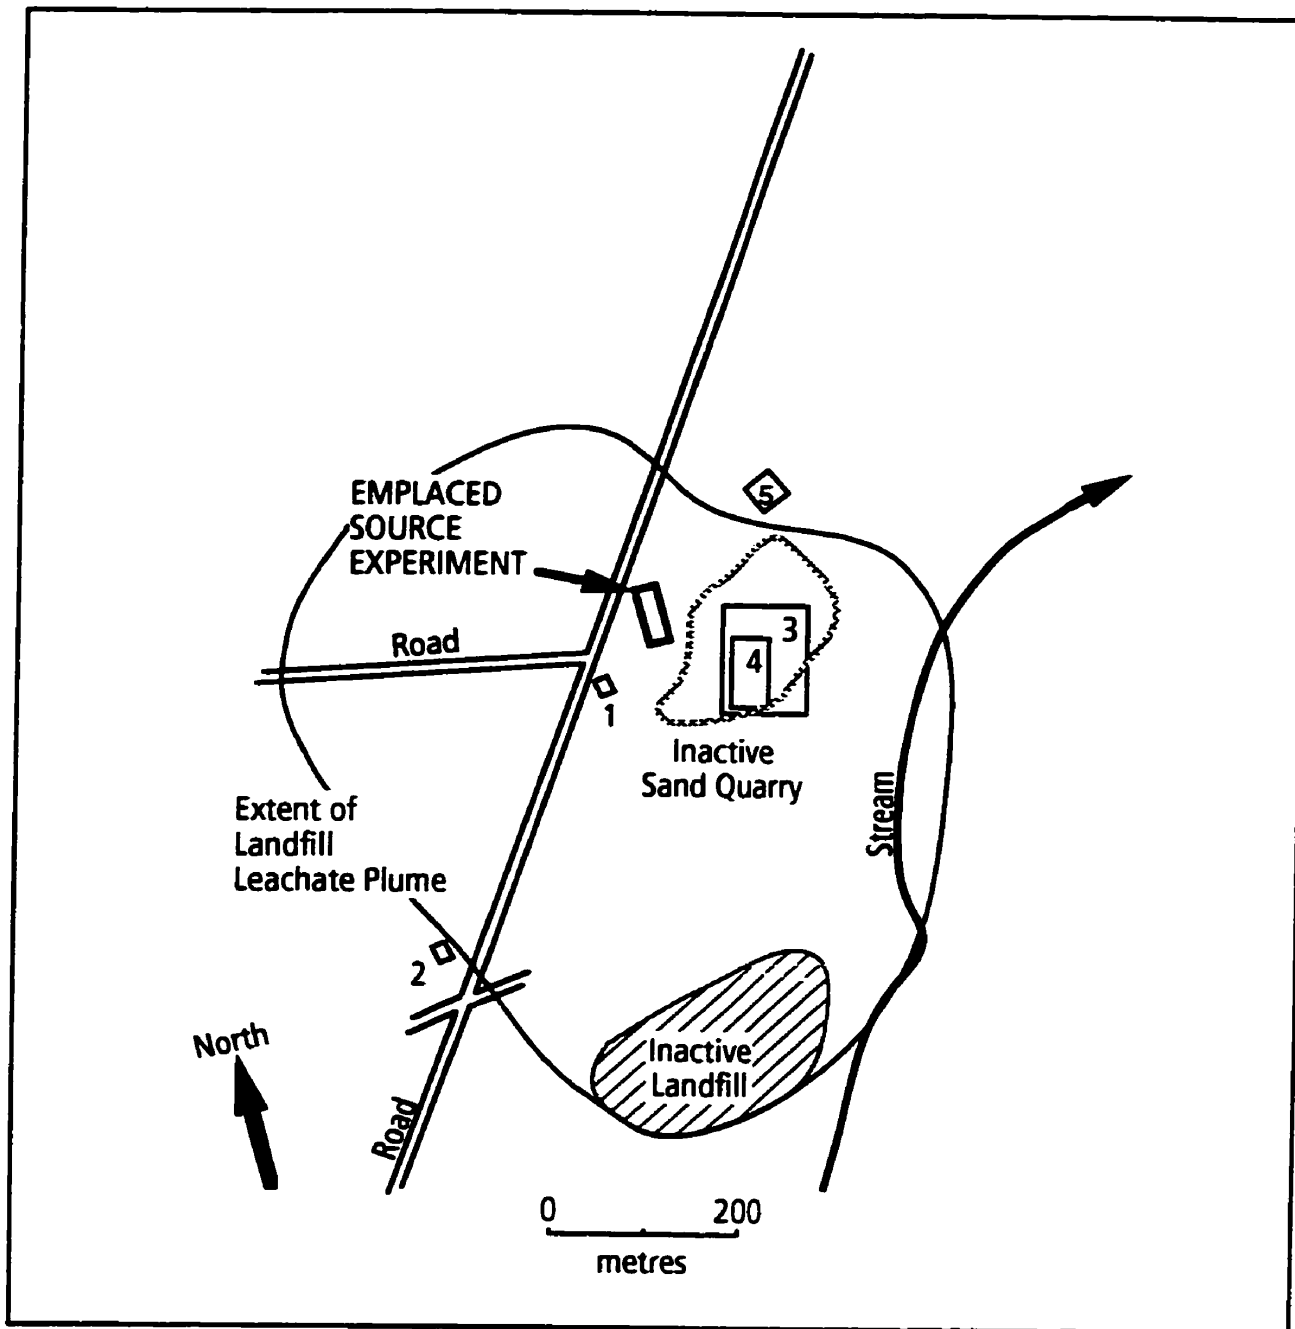 EMPLACED
SOURCE
EXPERIMENT
5
Road
3
4
1
Inactive
Sand Quarry
Extent of
Landfill
Leachate Plume
Stream
2
North
Inactive
Landfill
Road
0 200
metres